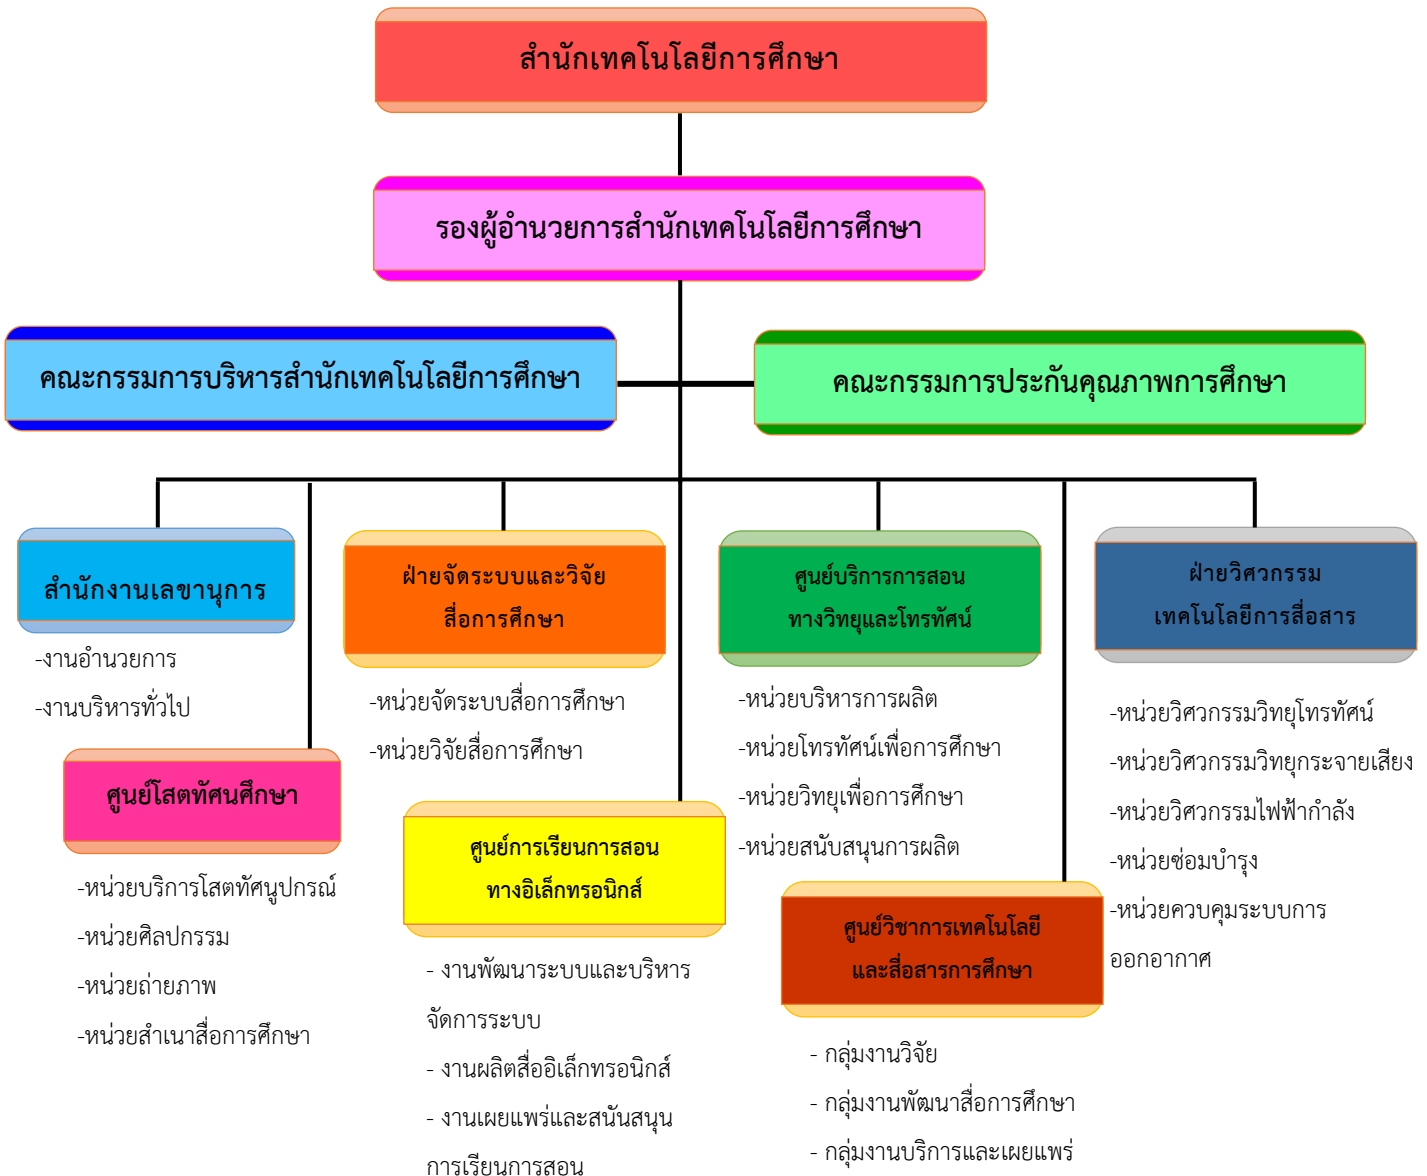 สำนักเทคโนโลยีการศึกษา
รองผู้อำนวยการสำนักเทคโนโลยีการศึกษา
คณะกรรมการบริหารสำนักเทคโนโลยีการศึกษา
คณะกรรมการประกันคุณภาพการศึกษา
สำนักงานเลขานุการ
-งานอำนวยการ
-งานบริหารทั่วไป
ศูนย์โสตทัศนศึกษา
-หน่วยบริการโสตทัศนูปกรณ์
-หน่วยศิลปกรรม
-หน่วยถ่ายภาพ
-หน่วยสำเนาสื่อการศึกษา
ฝ่ายจัดระบบและวิจัย
สื่อการศึกษา
-หน่วยจัดระบบสื่อการศึกษา
-หน่วยวิจัยสื่อการศึกษา
ศูนย์การเรียนการสอน
ทางอิเล็กทรอนิกส์
- งานพัฒนาระบบและบริหาร
จัดการระบบ
- งานผลิตสื่ออิเล็กทรอนิกส์
- งานเผยแพร่และสนันสนุน
การเรียนการสอน
ศูนย์บริการการสอน
ทางวิทยุและโทรทัศน์
-หน่วยบริหารการผลิต
-หน่วยโทรทัศน์เพื่อการศึกษา
-หน่วยวิทยุเพื่อการศึกษา
-หน่วยสนับสนุนการผลิต
ศูนย์วิชาการเทคโนโลยี
และสื่อสารการศึกษา
- กลุ่มงานวิจัย
- กลุ่มงานพัฒนาสื่อการศึกษา
- กลุ่มงานบริการและเผยแพร่
ฝ่ายวิศวกรรม
เทคโนโลยีการสื่อสาร
-หน่วยวิศวกรรมวิทยุโทรทัศน์
-หน่วยวิศวกรรมวิทยุกระจายเสียง
-หน่วยวิศวกรรมไฟฟ้ากำลัง
-หน่วยซ่อมบำรุง
-หน่วยควบคุมระบบการ
ออกอากาศ